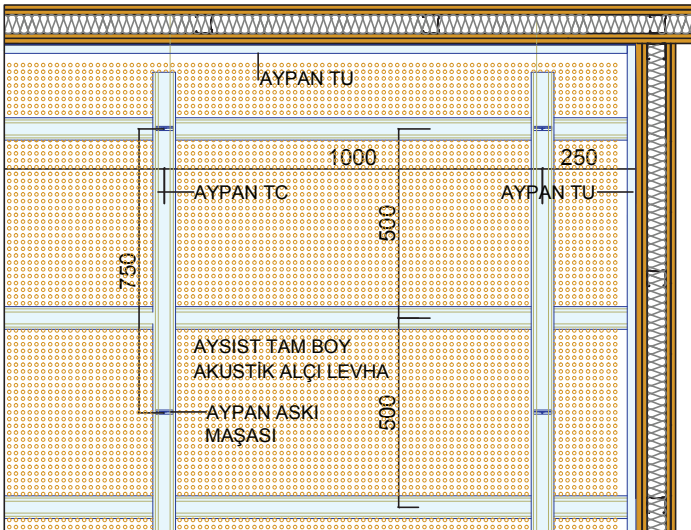 AYPAN TU
1000
250
AYPAN TC
AYPAN TU
500
750
AYSIST TAM BOY
AKUSTİK ALÇI LEVHA
AYPAN ASKI
MAŞASI
500